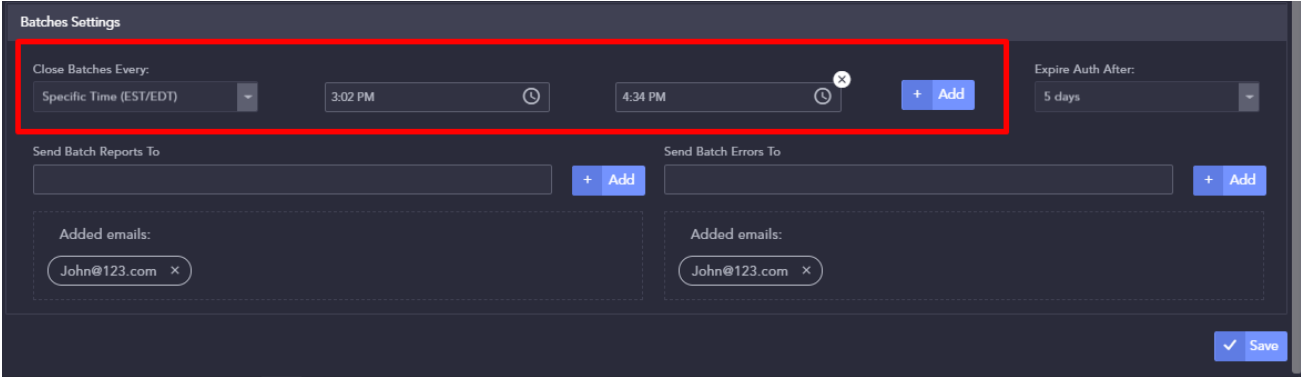 Batches Settings
Close Batches Every:
Expire Auth After:
Specific Time (EST/EDT)
3:02 PM
4:34 PM
+ Add
5 days
Send Batch Reports To
Send Batch Errors To
+ Add
+ Add
Added emails:
Added emails:
John@123.com ×
John@123.com ×
Save